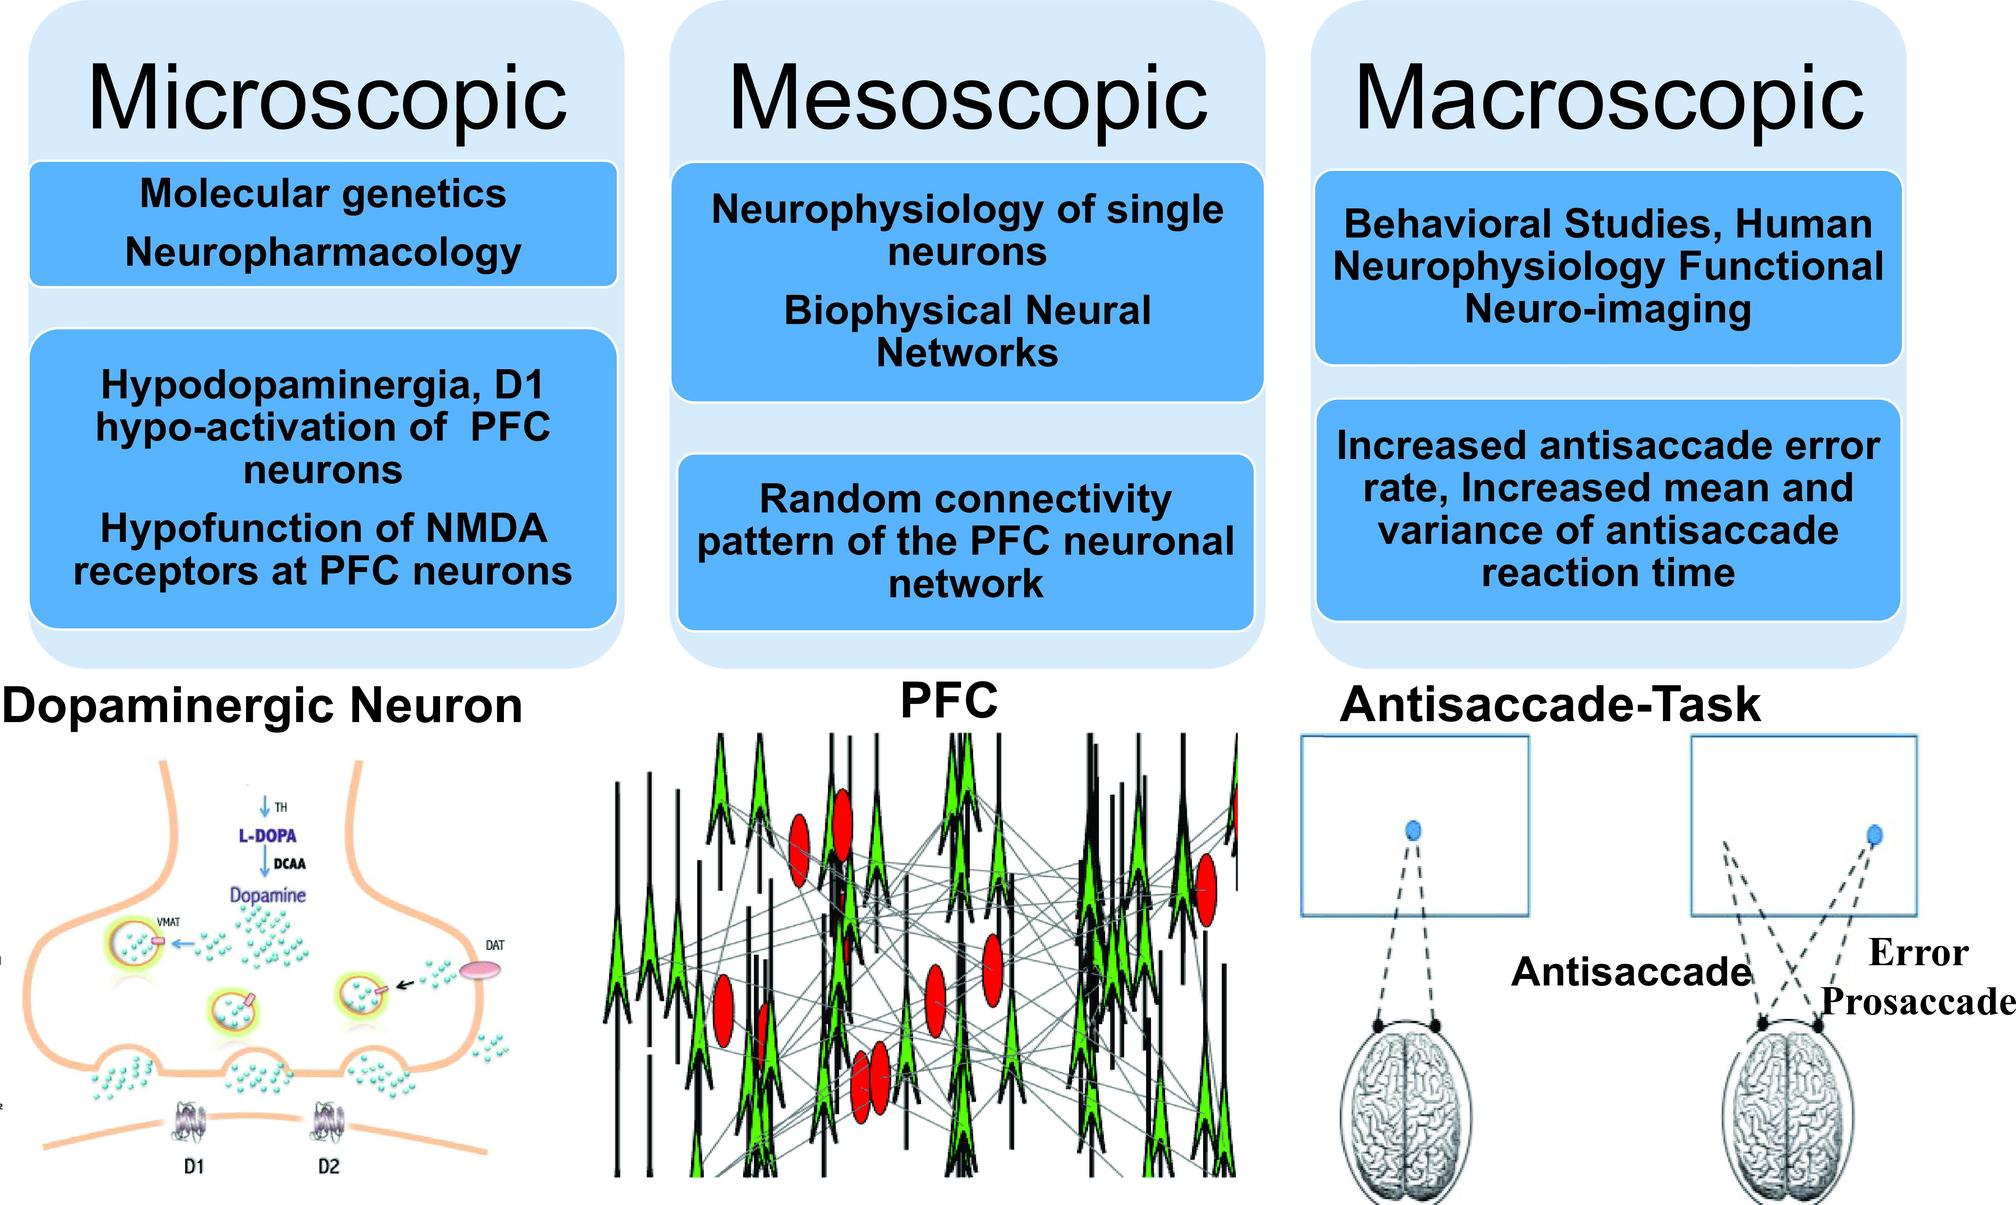 Microscopic
Molecular genetics
Neuropharmacology
Hypodopaminergia, D1
hypo-activation of PFC
neurons
Hypofunction of NMDA
receptors at PFC neurons
Mesoscopic
Neurophysiology of single
neurons
Biophysical Neural
Networks
Random connectivity
pattern of the PFC neuronal
network
Macroscopic
Behavioral Studies, Human
Neurophysiology Functional
Neuro-imaging
Increased antisaccade error
rate, Increased mean and
variance of antisaccade
reaction time
Dopaminergic Neuron
TH
L-DOPA
DCAA
Dopamine
VMAT
DAT
D1
D2
PFC
Antisaccade-Task
Antisaccade
Error
Prosaccade